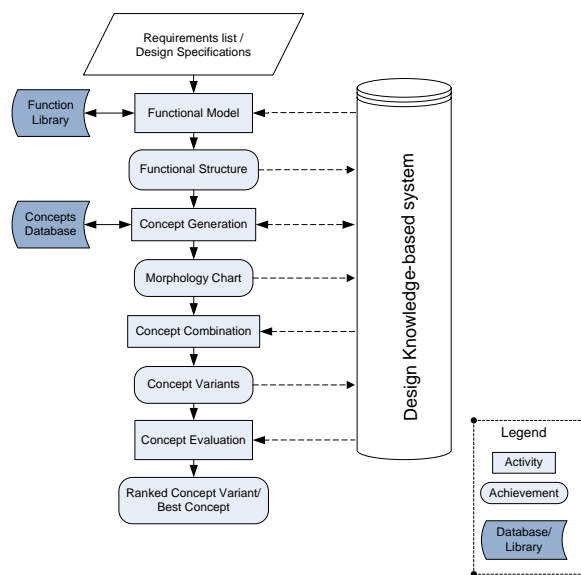 Requirements list /
Design Specifications
Function
Library
Functional Model
Functional Structure
Concepts
Database
Concept Generation
Morphology Chart
Concept Combination
Concept Variants
Concept Evaluation
Ranked Concept Variant/
Best Concept
Design Knowledge-based system
Legend
Activity
Achievement
Database/
Library